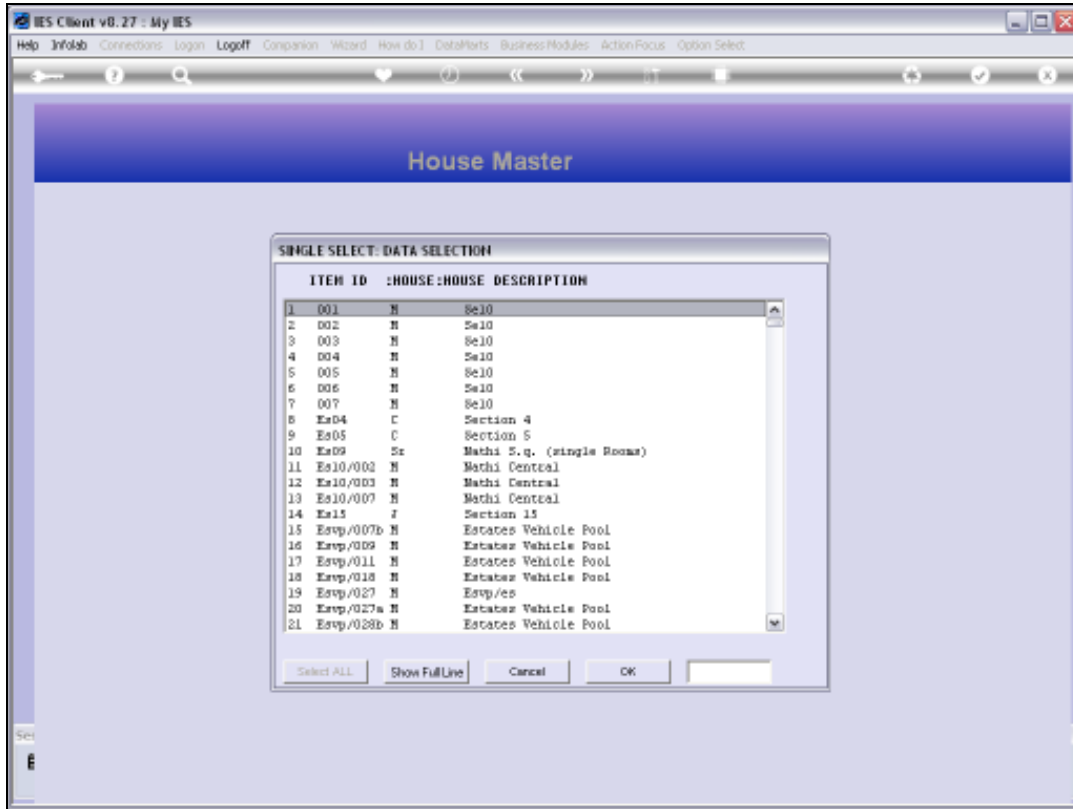 IES Client v8.27 : My IES
Help Infolab Connections Logon Logoff Companion Wizard How do I DataMarts Business Modules Action Focus Option Select
House Master
SINGLE SELECT: DATA SELECTION
ITEM ID :HOUSE:HOUSE DESCRIPTION
1 001 N Sel0
2 002 N Sel0
3 003 N Sel0
4 004 N Sel0
5 005 N Sel0
6 006 N Sel0
7 007 N Sel0
8 Es04 C Section 4
9 Es05 C Section 5
10 Es09 Sr Nathi S.q. (single Rooms)
11 Es10/002 N Nathi Central
12 Es10/003 N Nathi Central
13 Es10/007 N Nathi Central
14 Es15 Section 15
15 Esvp/007b N Estates Vehicle Pool
16 Esvp/009 N Estates Vehicle Pool
17 Esvp/011 N Estates Vehicle Pool
18 Esvp/018 N Estates Vehicle Pool
19 Esvp/027 N Esvp/es
20 Esvp/027a N Estates Vehicle Pool
21 Esvp/028b N Estates Vehicle Pool
Select ALL Show Full Line Cancel OK